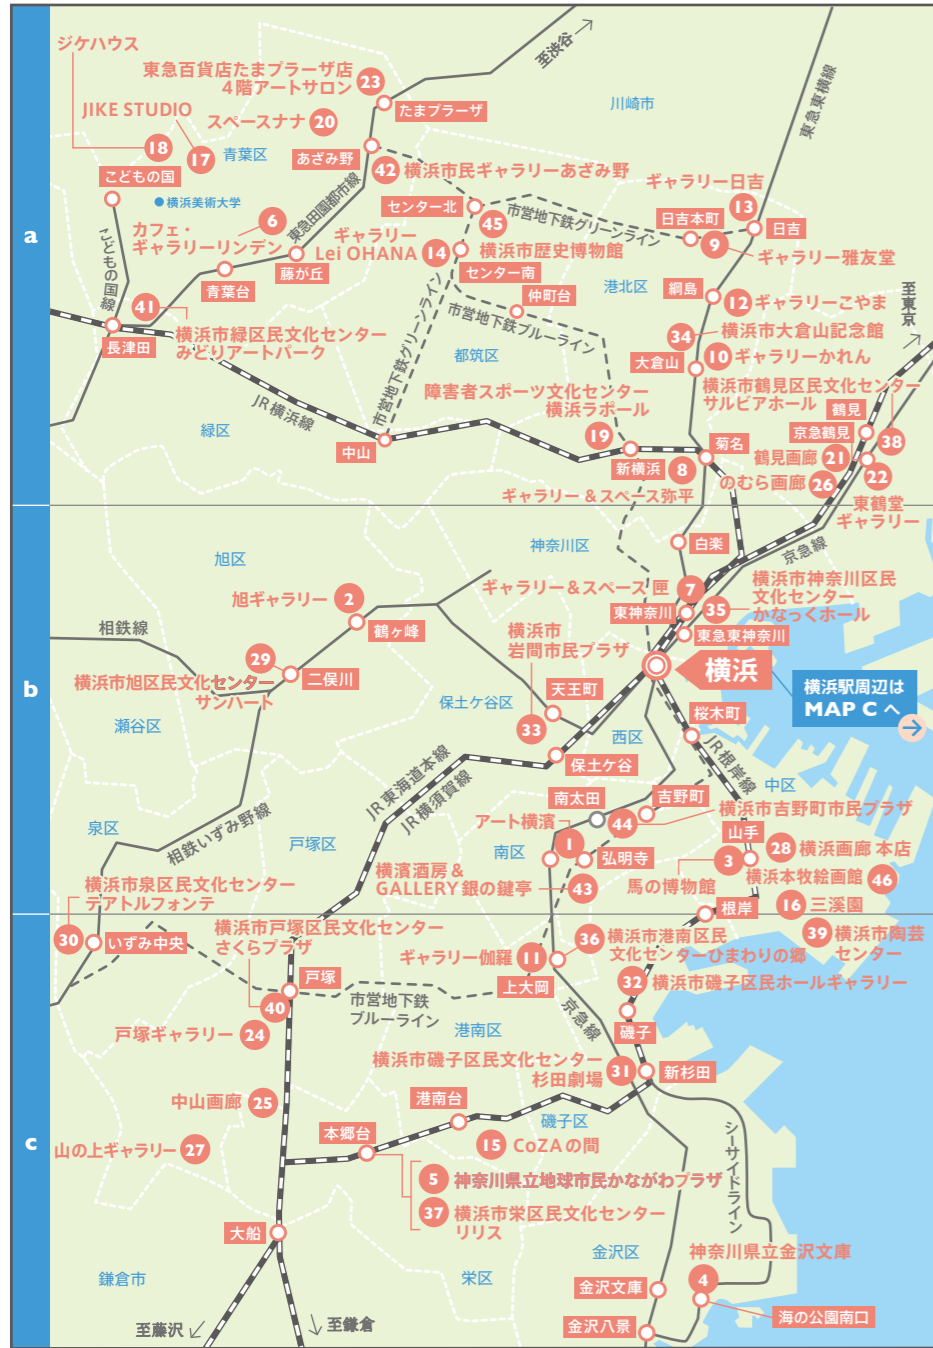 ジケハウス
至渋谷
東急百貨店たまプラーザ店
4階アートサロン
23
たまプラーザ
川崎市
東急東横線
JIKE STUDIO
スペースナナ
20
18
17
青葉区
あざみ野
42
横浜市民ギャラリーあざみ野
こどもの国
横浜美術大学
センター北
45
市営地下鉄グリーンライン
ギャラリー日吉
13
日吉本町
日吉
9
ギャラリー雅友堂
a
こどもの国線
カフェ・
ギャラリーリンデン
6
東急田園都市線
藤が丘
青葉台
ギャラリー
Lei OHANA
14
横浜市歴史博物館
センター南
仲町台
市営地下鉄ブルーライン
港北区
綱島
12
ギャラリーこやま
至東京
41
横浜市緑区民文化センター
みどりアートパーク
長津田
市営地下鉄グリーンライン
都筑区
34
横浜市大倉山記念館
大倉山
10
ギャラリーかれん
JR横浜線
障害者スポーツ文化センター
横浜ラポール
横浜市鶴見区民文化センター
サルビアホール
鶴見
緑区
中山
19
新横浜
8
菊名
京急鶴見
38
鶴見画廊
21
のむら画廊
26
22
東鶴堂
ギャラリー
ギャラリー&スペース弥平
旭区
神奈川区
白楽
京急線
旭ギャラリー
2
鶴ヶ峰
ギャラリー&スペース 匣
7
東神奈川
35
横浜市神奈川区民
文化センター
かなっくホール
東急東神奈川
相鉄線
29
横浜市旭区民文化センター
サンハート
二俣川
横浜市
岩間市民プラザ
横浜
横浜駅周辺は
MAP C へ
b
瀬谷区
保土ケ谷区
天王町
33
保土ケ谷
西区
桜木町
JR根岸線
中区
JR東海道本線
JR横須賀線
泉区
相鉄いずみ野線
戸塚区
南太田
吉野町
アート横濱
1
44
横浜市吉野町市民プラザ
南区
弘明寺
山手
28
横浜画廊 本店
3
馬の博物館
横浜本牧絵画館
46
横濱酒房&
GALLERY 銀の鍵亭
43
横浜市泉区民文化センター
テアトルフォンテ
30
いずみ中央
根岸
16
三溪園
横浜市戸塚区民文化センター
さくらプラザ
39
横浜市陶芸
センター
ギャラリー伽羅
11
36
横浜市港南区民
文化センターひまわりの郷
上大岡
戸塚
40
市営地下鉄
ブルーライン
32
横浜市磯子区民ホールギャラリー
戸塚ギャラリー
24
港南区
京急線
磯子
横浜市磯子区民文化センター
杉田劇場
31
新杉田
中山画廊
25
港南台
磯子区
シーサイドライン
c
山の上ギャラリー
27
本郷台
15
CoZAの間
5
神奈川県立地球市民かながわプラザ
37
横浜市栄区民文化センター
リリス
大船
金沢区
神奈川県立金沢文庫
4
鎌倉市
栄区
金沢文庫
海の公園南口
至藤沢
至鎌倉
金沢八景